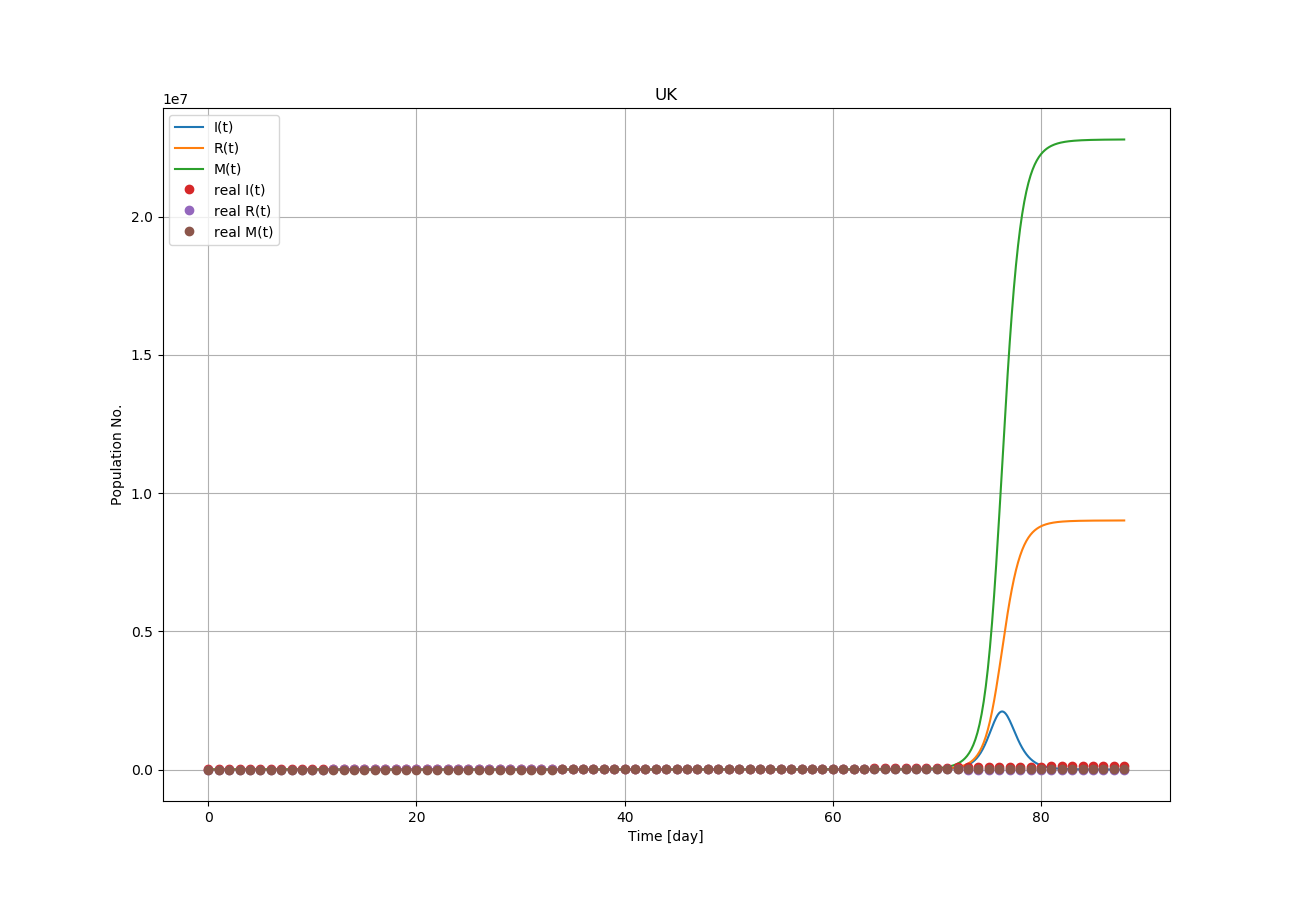 UK
1e7
I(t)
R(t)
M(t)
real I(t)
real R(t)
real M(t)
2.0
1.5
1.0
0.5
0.0
Population No.
0 20 40 60 80
Time [day]